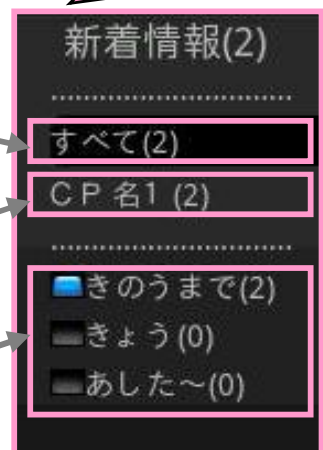 新着情報(2)
すべて(2)
ＣＰ名1 (2)
きのうまで(2)
きょう(0)
あした～(0)